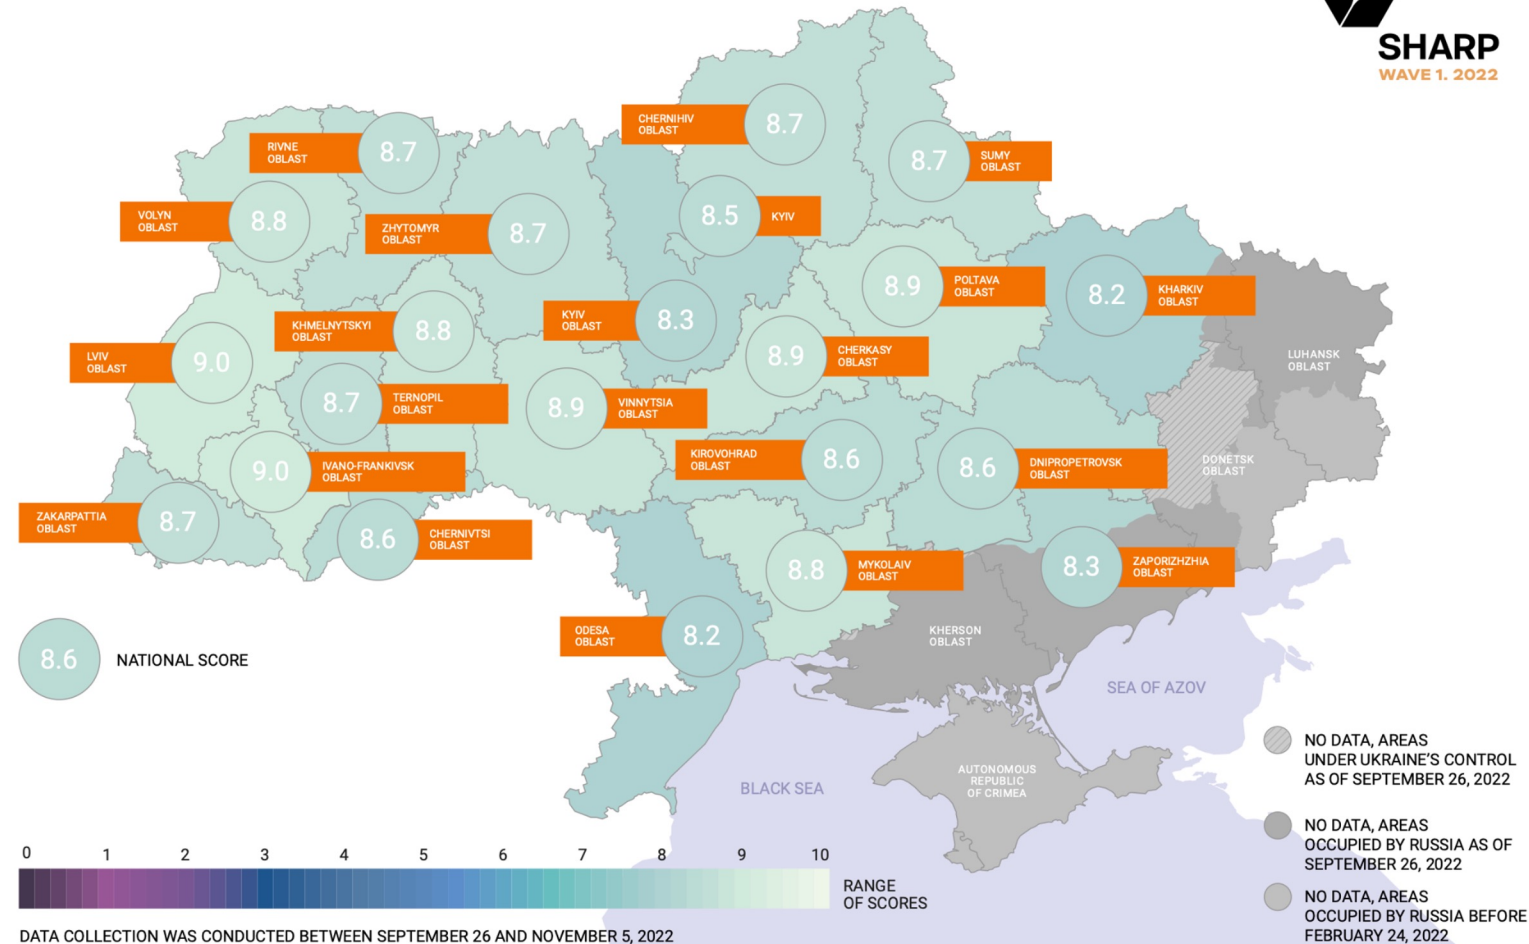 SHARP
WAVE 1. 2022
CHERNIHIV
OBLAST
8.7
RIVNE
OBLAST
8.7
8.7
SUMY
OBLAST
VOLYN
OBLAST
8.8
ZHYTOMYR
OBLAST
8.7
8.5
KYIV
8.9
POLTAVA
OBLAST
8.2
KHARKIV
OBLAST
KHMELNYTSKYI
OBLAST
8.8
KYIV
OBLAST
8.3
LVIV
OBLAST
9.0
8.9
CHERKASY
OBLAST
LUHANSK
OBLAST
8.7
TERNOPIL
OBLAST
8.9
VINNYTSIA
OBLAST
9.0
IVANO-FRANKIVSK
OBLAST
KIROVOHRAD
OBLAST
8.6
8.6
DNIPROPETROVSK
OBLAST
DONETSK
OBLAST
ZAKARPATTIA
OBLAST
8.7
8.6
CHERNIVTSI
OBLAST
8.8
MYKOLAIV
OBLAST
8.3
ZAPORIZHZHIA
OBLAST
ODESA
OBLAST
8.2
KHERSON
OBLAST
8.6
NATIONAL SCORE
SEA OF AZOV
BLACK SEA
AUTONOMOUS
REPUBLIC
OF CRIMEA
NO DATA, AREAS
UNDER UKRAINE'S CONTROL
AS OF SEPTEMBER 26, 2022
NO DATA, AREAS
OCCUPIED BY RUSSIA AS OF
SEPTEMBER 26, 2022
NO DATA, AREAS
OCCUPIED BY RUSSIA BEFORE
FEBRUARY 24, 2022
0 1 2 3 4 5 6 7 8 9 10
RANGE
OF SCORES
DATA COLLECTION WAS CONDUCTED BETWEEN SEPTEMBER 26 AND NOVEMBER 5, 2022